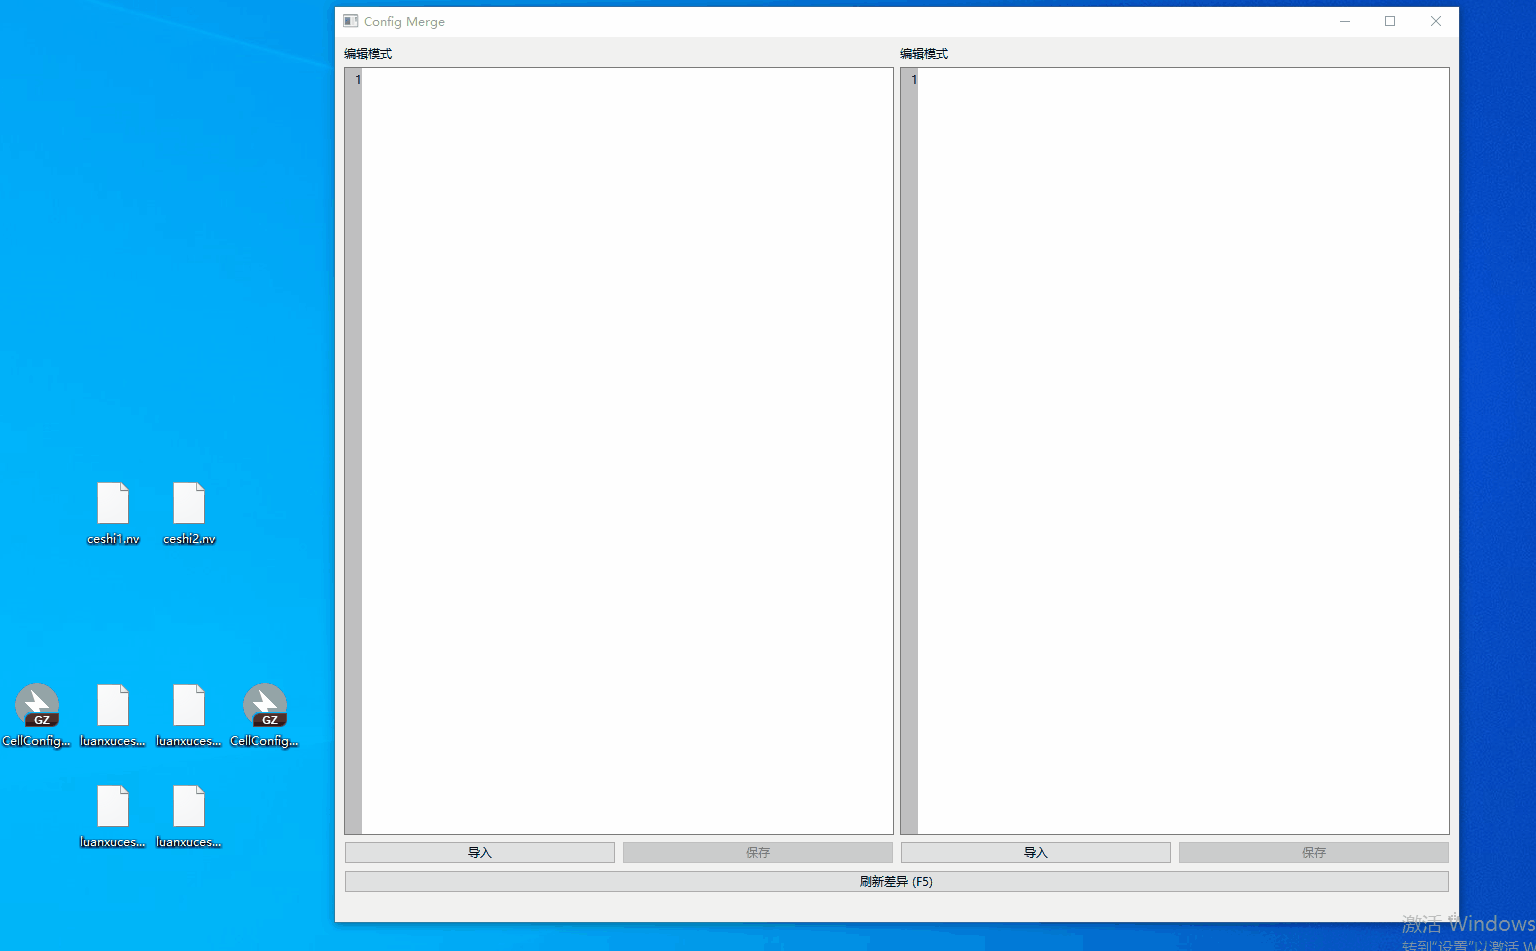 Config Merge
编辑模式
编辑模式
1
1
ceshi1.nv
ceshi2.nv
GZ
GZ
CellConfig...
luanxuces...
luanxuces...
CellConfig...
luanxuces...
luanxuces...
导入
保存
导入
保存
刷新差异 (F5)
激活 Windows
转到"设置"以激活 W